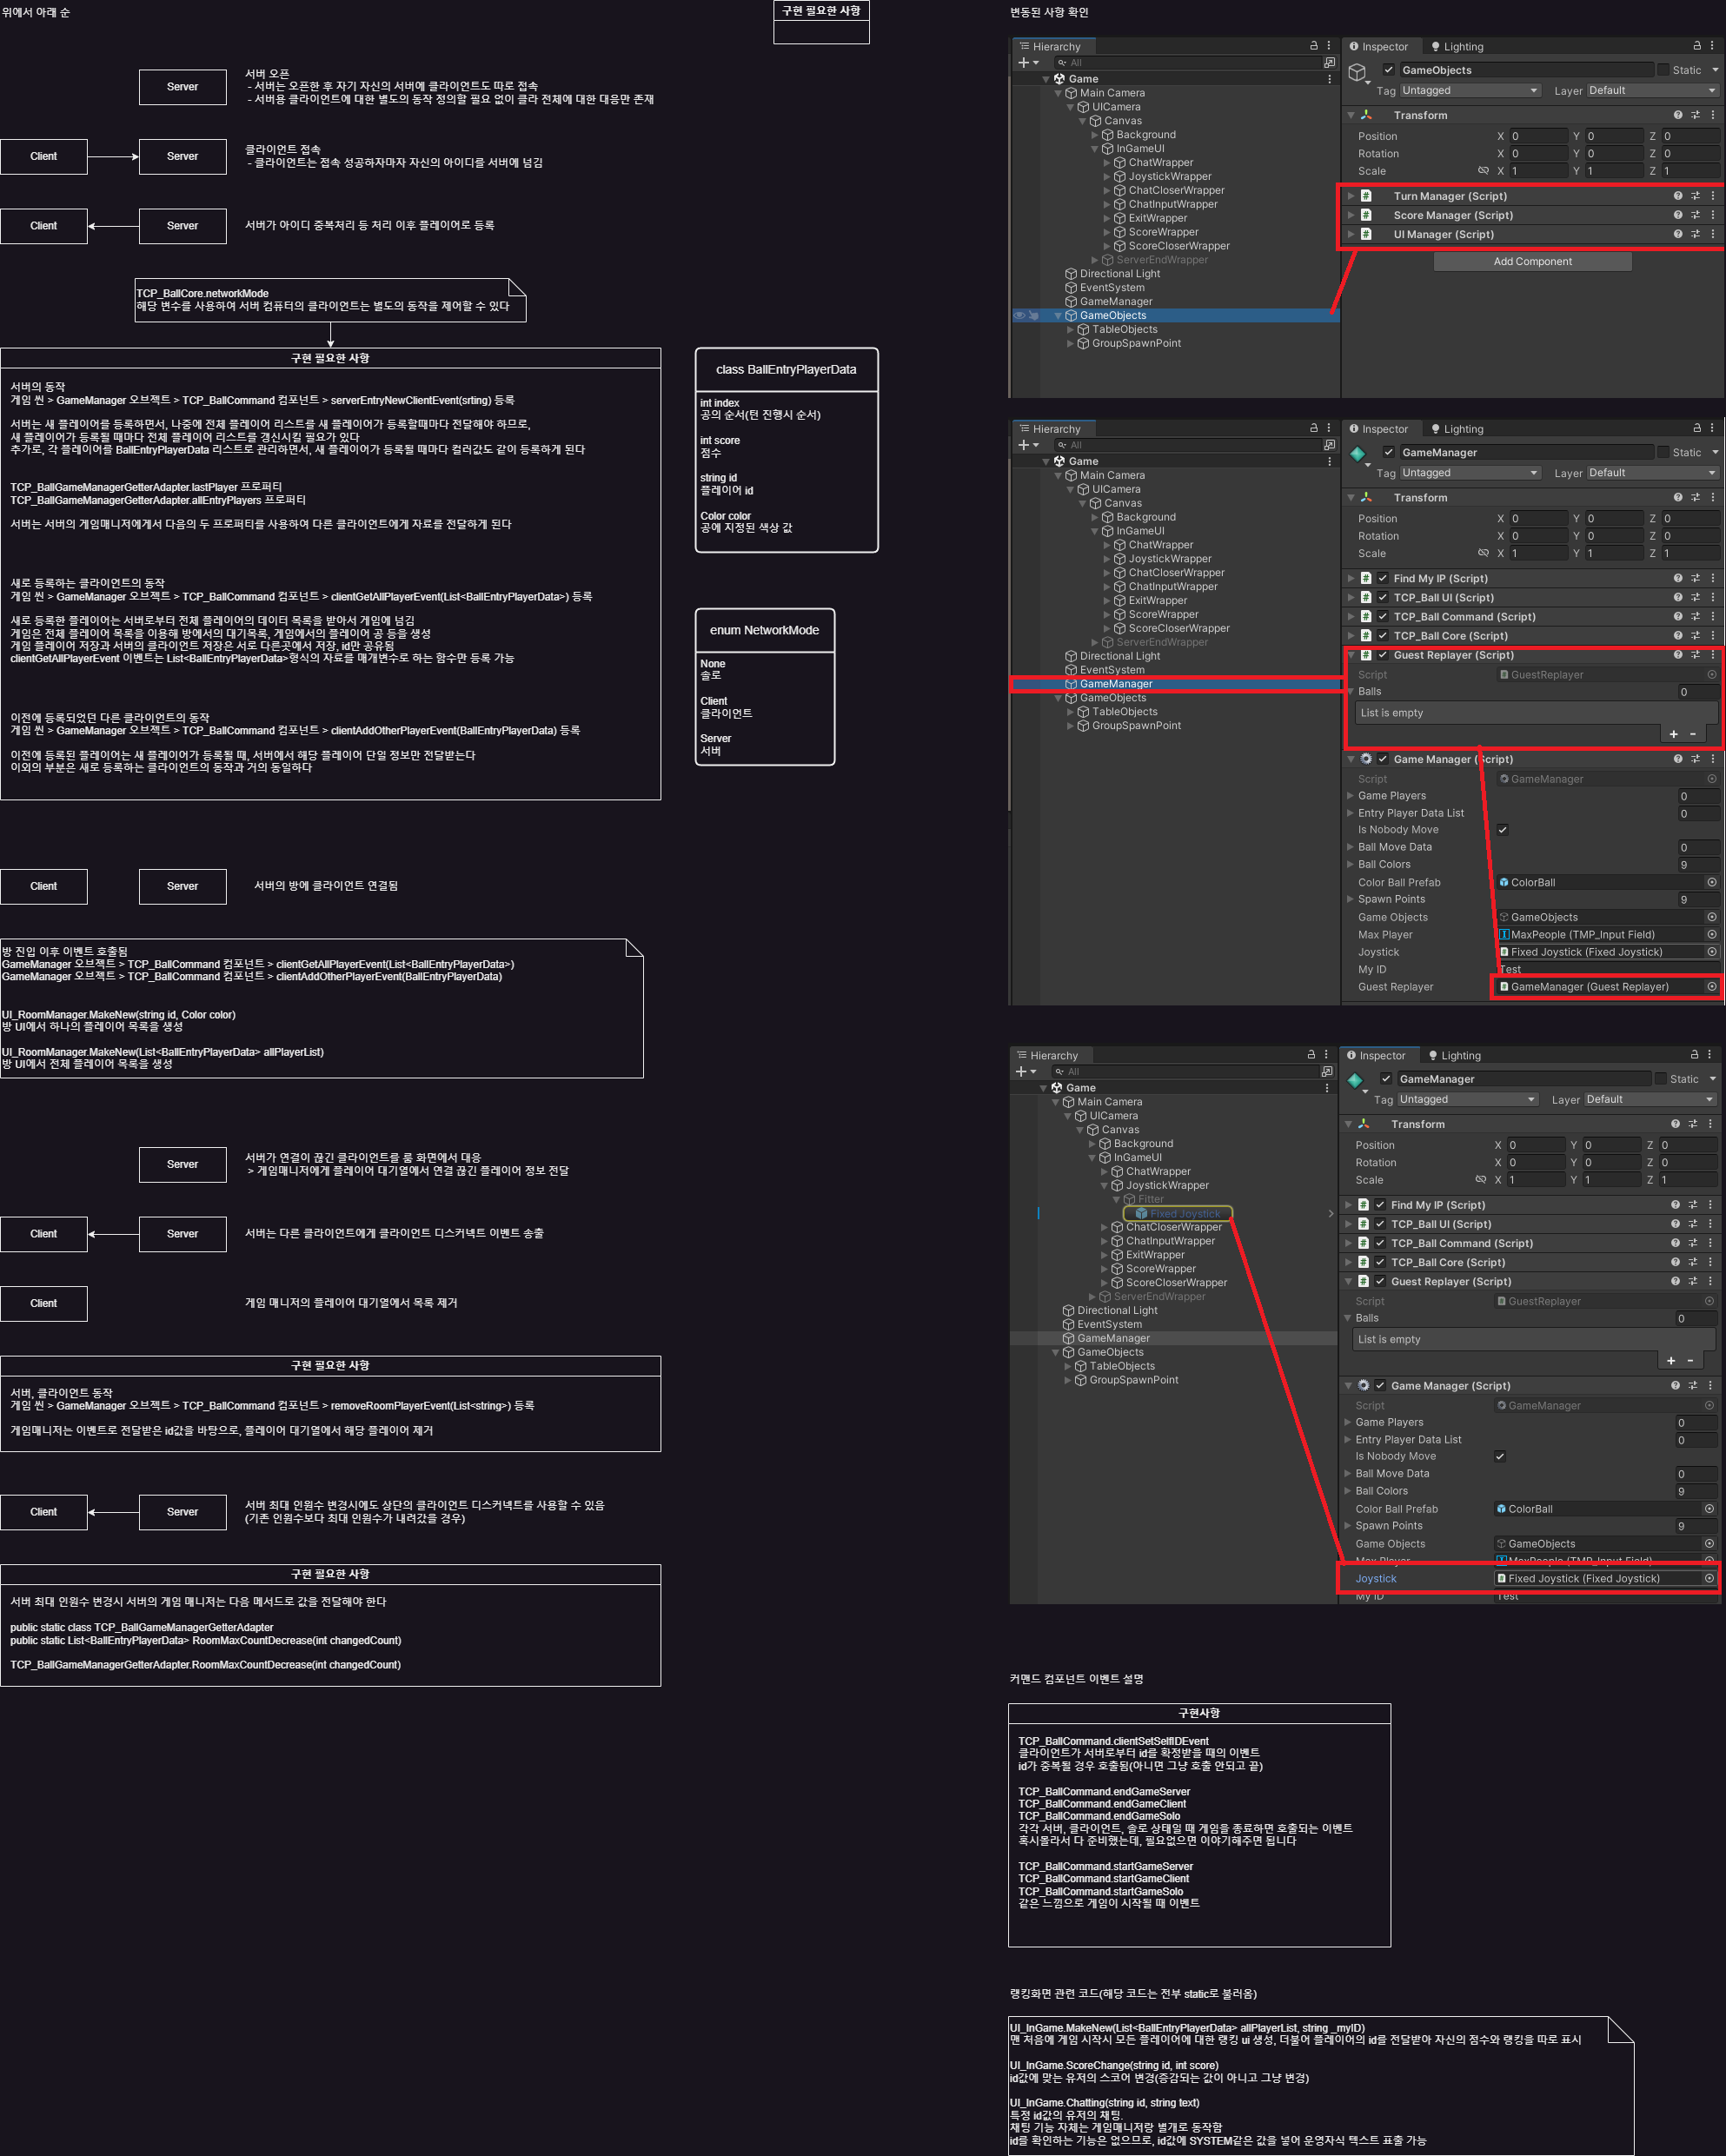 위에서 아래 순
구현 필요한 사항
Server
서버 오픈
- 서버는 오픈한 후 자기 자신의 서버에 클라이언트도 따로 접속
- 서버용 클라이언트에 대한 별도의 동작 정의할 필요 없이 클라 전체에 대한 대응만 존재
Client
Server
클라이언트 접속
- 클라이언트는 접속 성공하자마자 자신의 아이디를 서버에 넘김
Client
Server
서버가 아이디 중복처리 등 처리 이후 플레이어로 등록
TCP_BallCore.networkMode
해당 변수를 사용하여 서버 컴퓨터의 클라이언트는 별도의 동작을 제어할 수 있다
구현 필요한 사항
서버의 동작
게임 씬 > GameManager 오브젝트 > TCP_BallCommand 컴포넌트 > serverEntryNewClientEvent(srting) 등록
서버는 새 플레이어를 등록하면서, 나중에 전체 플레이어 리스트를 새 플레이어가 등록할때마다 전달해야 하므로,
새 플레이어가 등록될 때마다 전체 플레이어 리스트를 갱신시킬 필요가 있다
추가로, 각 플레이어를 BallEntryPlayerData 리스트로 관리하면서, 새 플레이어가 등록될 때마다 컬러값도 같이 등록하게 된다
TCP_BallGameManagerGetterAdapter.lastPlayer 프로퍼티
TCP_BallGameManagerGetterAdapter.allEntryPlayers 프로퍼티
서버는 서버의 게임매니저에게서 다음의 두 프로퍼티를 사용하여 다른 클라이언트에게 자료를 전달하게 된다
새로 등록하는 클라이언트의 동작
게임 씬 > GameManager 오브젝트 > TCP_BallCommand 컴포넌트 > clientGetAllPlayerEvent(List<BallEntryPlayerData>) 등록
새로 등록한 플레이어는 서버로부터 전체 플레이어의 데이터 목록을 받아서 게임에 넘김
게임은 전체 플레이어 목록을 이용해 방에서의 대기목록, 게임에서의 플레이어 공 등을 생성
게임 플레이어 저장과 서버의 클라이언트 저장은 서로 다른곳에서 저장, id만 공유됨
clientGetAllPlayerEvent 이벤트는 List<BallEntryPlayerData>형식의 자료를 매개변수로 하는 함수만 등록 가능
이전에 등록되었던 다른 클라이언트의 동작
게임 씬 > GameManager 오브젝트 > TCP_BallCommand 컴포넌트 > clientAddOtherPlayerEvent(BallEntryPlayerData) 등록
이전에 등록된 플레이어는 새 플레이어가 등록될 때, 서버에서 해당 플레이어 단일 정보만 전달받는다
이외의 부분은 새로 등록하는 클라이언트의 동작과 거의 동일하다
class BallEntryPlayerData
int index
공의 순서(턴 진행시 순서)
int score
점수
string id
플레이어 id
Color color
공에 지정된 색상 값
enum NetworkMode
None
솔로
Client
클라이언트
Server
서버
Client
Server
서버의 방에 클라이언트 연결됨
방 진입 이후 이벤트 호출됨
GameManager 오브젝트 > TCP_BallCommand 컴포넌트 > clientGetAllPlayerEvent(List<BallEntryPlayerData>)
GameManager 오브젝트 > TCP_BallCommand 컴포넌트 > clientAddOtherPlayerEvent(BallEntryPlayerData)
UI_RoomManager.MakeNew(string id, Color color)
방 UI에서 하나의 플레이어 목록을 생성
UI_RoomManager.MakeNew(List<BallEntryPlayerData> allPlayerList)
방 UI에서 전체 플레이어 목록을 생성
Server
서버가 연결이 끊긴 클라이언트를 룸 화면에서 대응
> 게임매니저에게 플레이어 대기열에서 연결 끊긴 플레이어 정보 전달
Client
Server
서버는 다른 클라이언트에게 클라이언트 디스커넥트 이벤트 송출
Client
게임 매니저의 플레이어 대기열에서 목록 제거
구현 필요한 사항
서버, 클라이언트 동작
게임 씬 > GameManager 오브젝트 > TCP_BallCommand 컴포넌트 > removeRoomPlayerEvent(List<string>) 등록
게임매니저는 이벤트로 전달받은 id값을 바탕으로, 플레이어 대기열에서 해당 플레이어 제거
Client
Server
서버 최대 인원수 변경시에도 상단의 클라이언트 디스커넥트를 사용할 수 있음
(기존 인원수보다 최대 인원수가 내려갔을 경우)
구현 필요한 사항
서버 최대 인원수 변경시 서버의 게임 매니저는 다음 메서드로 값을 전달해야 한다
public static class TCP_BallGameManagerGetterAdapter
public static List<BallEntryPlayerData> RoomMaxCountDecrease(int changedCount)
TCP_BallGameManagerGetterAdapter.RoomMaxCountDecrease(int changedCount)
변동된 사항 확인
Hierarchy
All
Game
Main Camera
UICamera
Canvas
Background
InGameUI
ChatWrapper
JoystickWrapper
ChatCloserWrapper
ChatInputWrapper
ExitWrapper
ScoreWrapper
ScoreCloserWrapper
ServerEndWrapper
Directional Light
EventSystem
GameManager
GameObjects
TableObjects
GroupSpawnPoint
Inspector
Lighting
GameObjects
Static
Tag Untagged Layer Default
Transform
Position X 0 Y 0 Z 0
Rotation X 0 Y 0 Z 0
Scale X 1 Y 1 Z 1
Turn Manager (Script)
Score Manager (Script)
UI Manager (Script)
Add Component
Hierarchy
All
Game
Main Camera
UICamera
Canvas
Background
InGameUI
ChatWrapper
JoystickWrapper
ChatCloserWrapper
ChatInputWrapper
ExitWrapper
ScoreWrapper
ScoreCloserWrapper
ServerEndWrapper
Directional Light
EventSystem
GameManager
GameObjects
TableObjects
GroupSpawnPoint
Inspector
Lighting
GameManager
Static
Tag Untagged Layer Default
Transform
Position X 0 Y 0 Z 0
Rotation X 0 Y 0 Z 0
Scale X 1 Y 1 Z 1
Find My IP (Script)
TCP_Ball UI (Script)
TCP_Ball Command (Script)
TCP_Ball Core (Script)
Guest Replayer (Script)
Script GuestReplayer
Balls 0
List is empty
Game Manager (Script)
Script GameManager
Game Players 0
Entry Player Data List 0
Is Nobody Move
Ball Move Data 0
Ball Colors 9
Color Ball Prefab ColorBall
Spawn Points 9
Game Objects GameObjects
Max Player MaxPeople (TMP_Input Field)
Joystick Fixed Joystick (Fixed Joystick)
My ID Test
Guest Replayer GameManager (Guest Replayer)
Hierarchy
All
Game
Main Camera
UICamera
Canvas
Background
InGameUI
ChatWrapper
JoystickWrapper
Fitter
Fixed Joystick
ChatCloserWrapper
ChatInputWrapper
ExitWrapper
ScoreWrapper
ScoreCloserWrapper
ServerEndWrapper
Directional Light
EventSystem
GameManager
GameObjects
TableObjects
GroupSpawnPoint
Inspector
Lighting
GameManager
Static
Tag Untagged Layer Default
Transform
Position X 0 Y 0 Z 0
Rotation X 0 Y 0 Z 0
Scale X 1 Y 1 Z 1
Find My IP (Script)
TCP_Ball UI (Script)
TCP_Ball Command (Script)
TCP_Ball Core (Script)
Guest Replayer (Script)
Script GuestReplayer
Balls 0
List is empty
Game Manager (Script)
Script GameManager
Game Players 0
Entry Player Data List 0
Is Nobody Move
Ball Move Data 0
Ball Colors 9
Color Ball Prefab ColorBall
Spawn Points 9
Game Objects GameObjects
Max Player MaxPeople (TMP_Input Field)
Joystick Fixed Joystick (Fixed Joystick)
My ID Test
커맨드 컴포넌트 이벤트 설명
구현사항
TCP_BallCommand.clientSetSelfIDEvent
클라이언트가 서버로부터 id를 확정받을 때의 이벤트
id가 중복될 경우 호출됨(아니면 그냥 호출 안되고 끝)
TCP_BallCommand.endGameServer
TCP_BallCommand.endGameClient
TCP_BallCommand.endGameSolo
각각 서버, 클라이언트, 솔로 상태일 때 게임을 종료하면 호출되는 이벤트
혹시몰라서 다 준비했는데, 필요없으면 이야기해주면 됩니다
TCP_BallCommand.startGameServer
TCP_BallCommand.startGameClient
TCP_BallCommand.startGameSolo
같은 느낌으로 게임이 시작될 때 이벤트
랭킹화면 관련 코드(해당 코드는 전부 static로 불러옴)
UI_InGame.MakeNew(List<BallEntryPlayerData> allPlayerList, string _myID)
맨 처음에 게임 시작시 모든 플레이어에 대한 랭킹 ui 생성, 더불어 플레이어의 id를 전달받아 자신의 점수와 랭킹을 따로 표시
UI_InGame.ScoreChange(string id, int score)
id값에 맞는 유저의 스코어 변경(증감되는 값이 아니고 그냥 변경)
UI_InGame.Chatting(string id, string text)
특정 id값의 유저의 채팅.
채팅 기능 자체는 게임매니저랑 별개로 동작함
id를 확인하는 기능은 없으므로, id값에 SYSTEM같은 값을 넣어 운영자식 텍스트 표출 가능